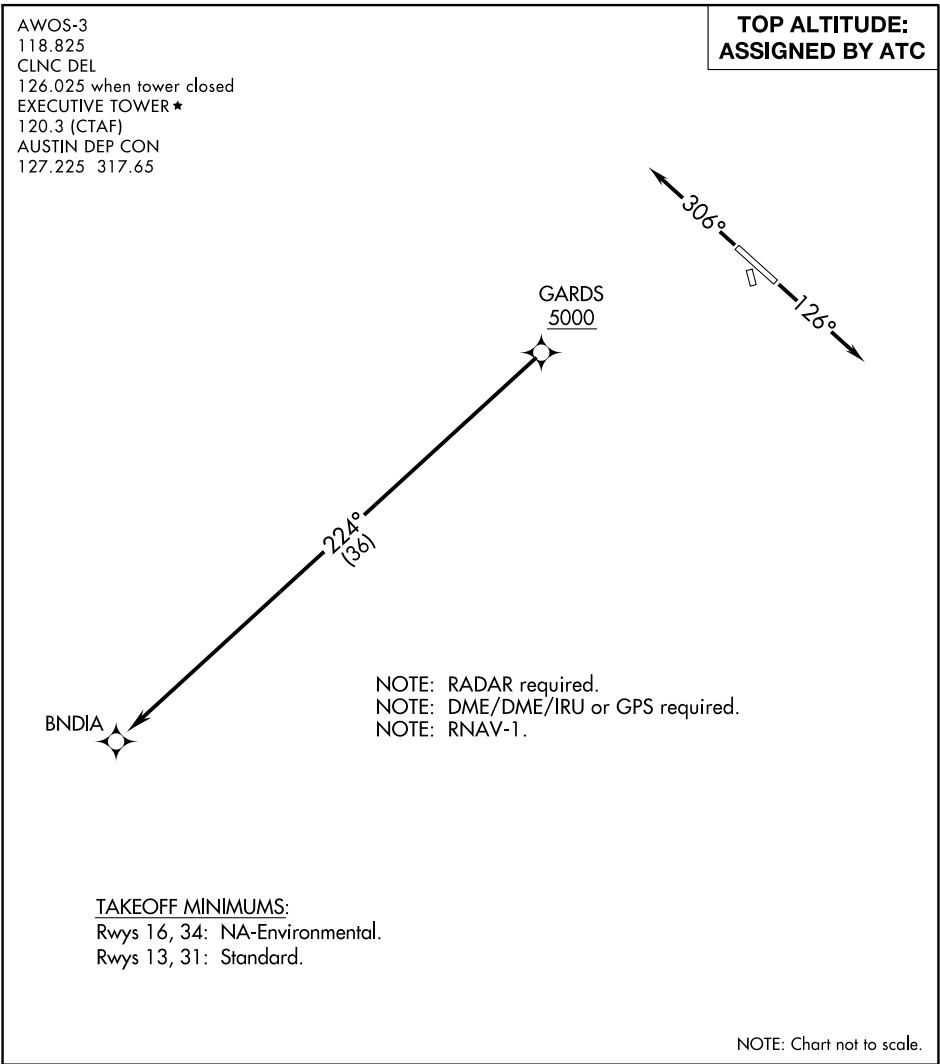 AWOS-3
118.825
CLNC DEL
126.025 when tower closed
EXECUTIVE TOWER ★
120.3 (CTAF)
AUSTIN DEP CON
127.225 317.65
TOP ALTITUDE:
ASSIGNED BY ATC
306°
126°
GARDS
5000
224°
(36)
BNDIA
NOTE: RADAR required.
NOTE: DME/DME/IRU or GPS required.
NOTE: RNAV-1.
TAKEOFF MINIMUMS:
Rwys 16, 34: NA-Environmental.
Rwys 13, 31: Standard.
NOTE: Chart not to scale.